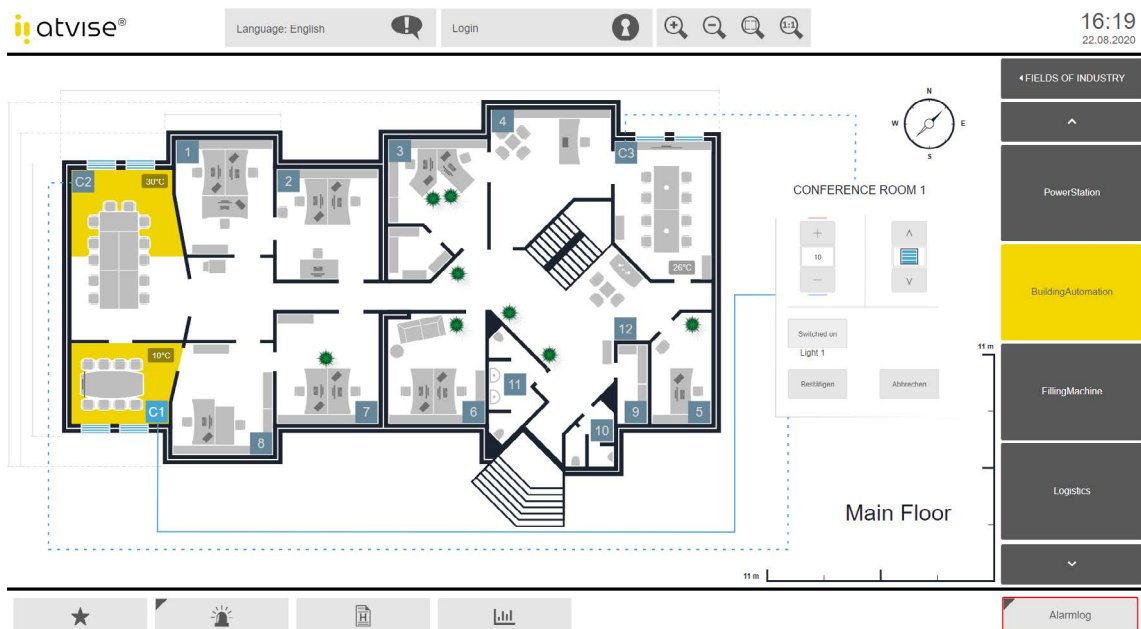 atvise®
Language: English
Login
1:1
16:19
22.08.2020
FIELDS OF INDUSTRY
N
W E
S
PowerStation
BuildingAutomation
FillingMachine
Logistics
CONFERENCE ROOM 1
+
10
−
Switched on
Light 1
Bestätigen
Abbrechen
C2
30°C
1
2
3
4
C3
26°C
10°C
C1
8
7
6
11
12
10
9
5
Main Floor
11 m
11 m
H
Alarmlog